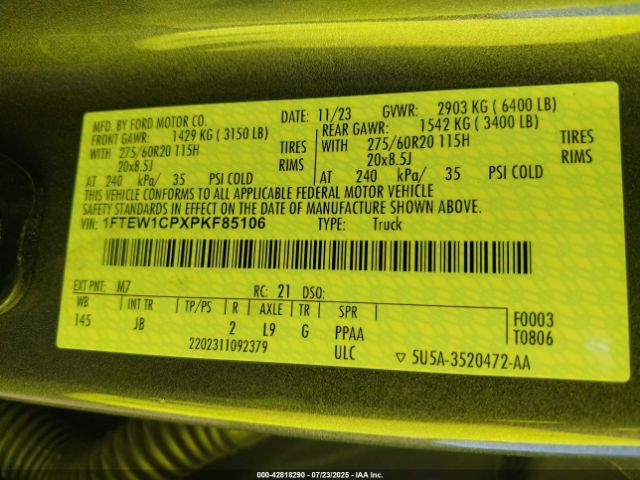 MFD. BY FORD MOTOR CO. DATE: 11/23 GVWR: 2903 KG (6400 LB)
FRONT GAWR: 1429 KG (3150 LB) REAR GAWR: 1542 KG (3400 LB)
WITH 275/60R20 115H TIRES WITH 275/60R20 115H TIRES
20x8.5J RIMS 20x8.5J RIMS
AT 240 kPa/ 35 PSI COLD AT 240 kPa/ 35 PSI COLD
THIS VEHICLE CONFORMS TO ALL APPLICABLE FEDERAL MOTOR VEHICLE
SAFETY STANDARDS IN EFFECT ON THE DATE OF MANUFACTURE SHOWN ABOVE.
VIN: 1FTEW1CPXPKF85106 TYPE: Truck
EXT PNT: M7 RC: 21 DSO:
WB INT TR TP/PS R AXLE TR SPR F0003
145 JB 2 L9 G PPAA T0806
2202311092379 ULC 5U5A-3520472-AA
000-42818290 - 07/23/2025 - IAA Inc.